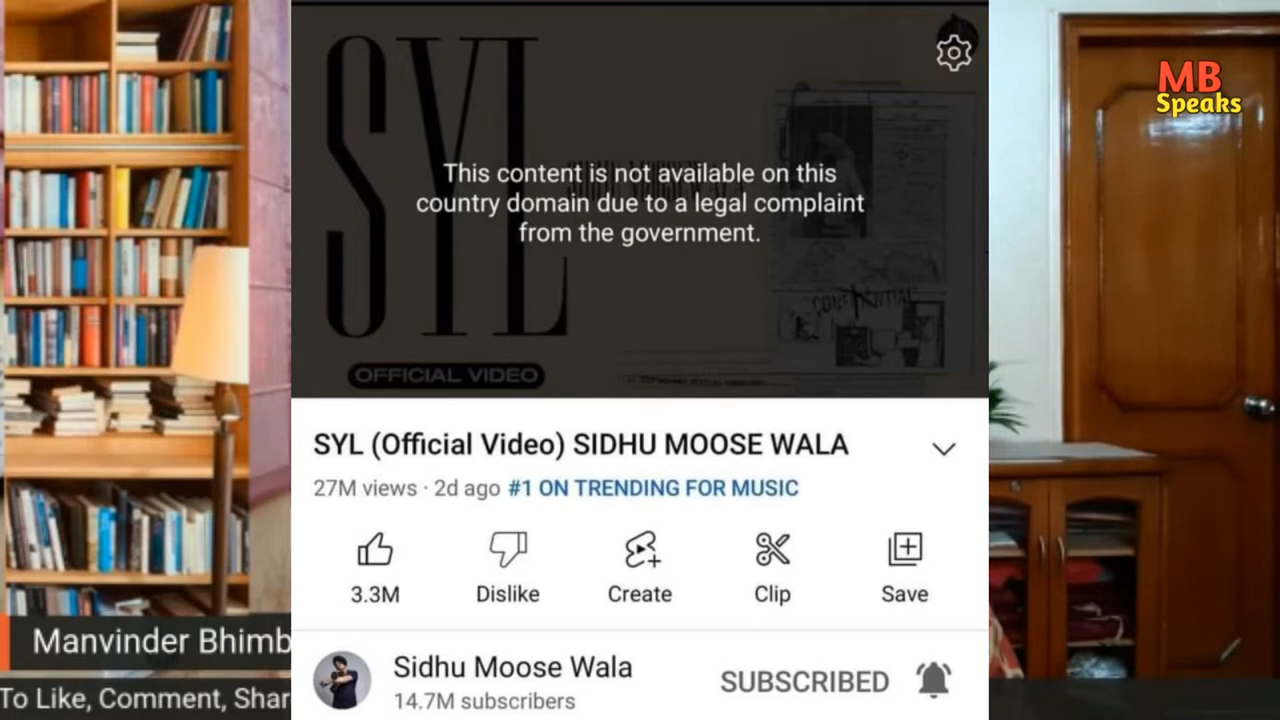 MB
Speaks
SYL
This content is not available on this
country domain due to a legal complaint
from the government.
CONFIDENTIAL
OFFICIAL VIDEO
SYL (Official Video) SIDHU MOOSE WALA
27M views · 2d ago #1 ON TRENDING FOR MUSIC
3.3M Dislike Create Clip Save
Manvinder Bhimb
Sidhu Moose Wala
SUBSCRIBED
14.7M subscribers
To Like, Comment, Shar